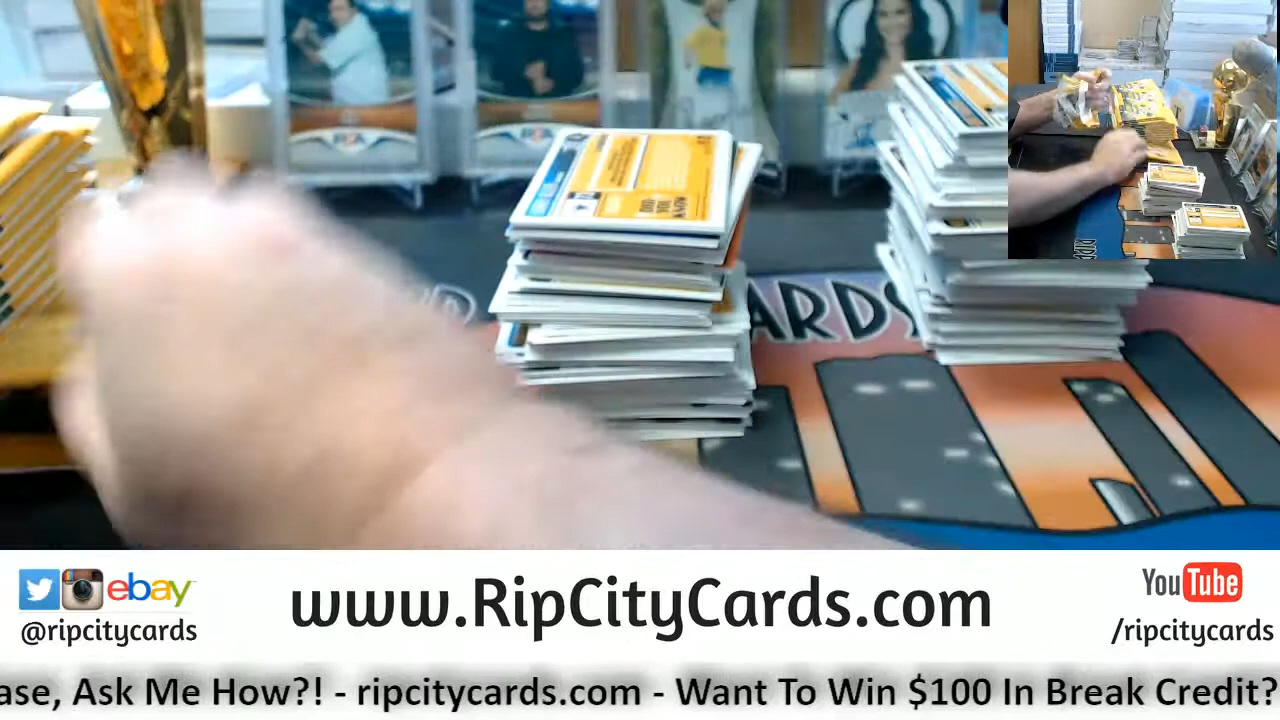 ARDS
ebay
@ripcitycards
www.RipCityCards.com
YouTube
/ripcitycards
ase, Ask Me How?! - ripcitycards.com - Want To Win $100 In Break Credit?